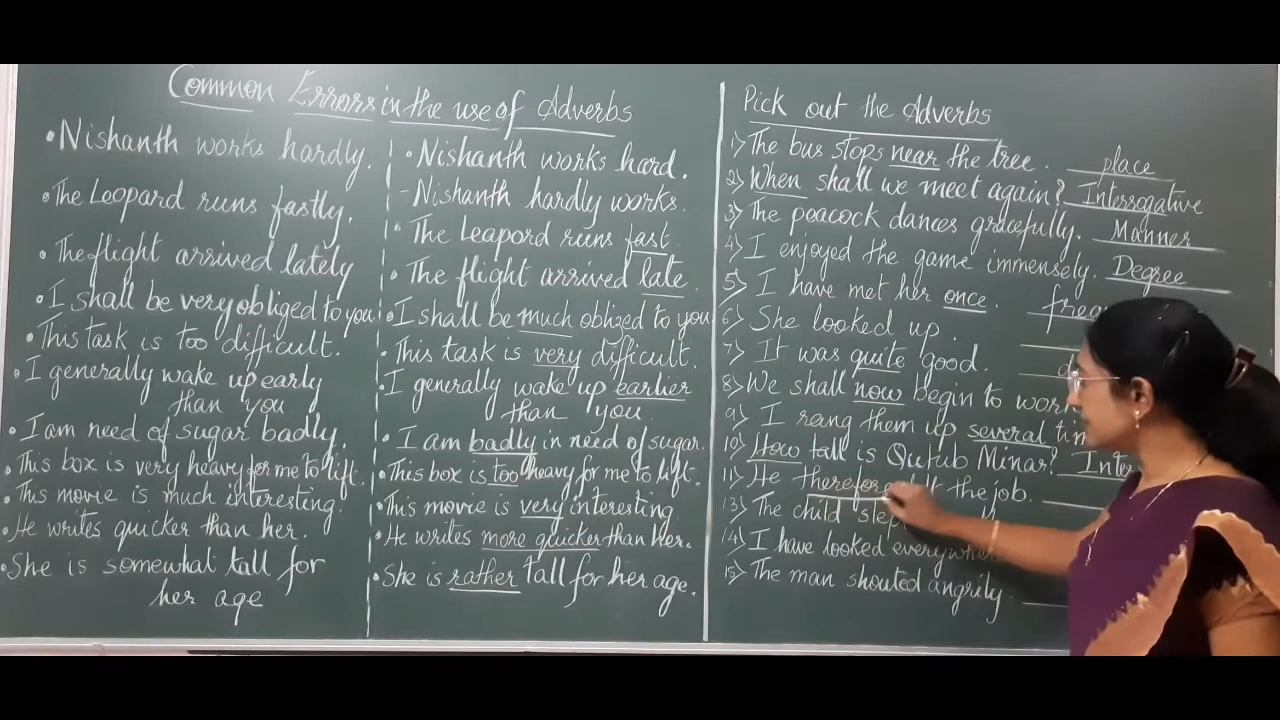 Common Errors in the use of Adverbs
• Nishanth works hardly.
• The Leopard runs fastly.
• The flight arrived lately
• I shall be very obliged to you
• This task is too difficult.
• I generally wake up early
than you
• I am need of sugar badly.
• This box is very heavy for me to lift.
• This movie is much interesting.
• He writes quicker than her.
• She is somewhat tall for
her age
• Nishanth works hard.
- Nishanth hardly works.
• The Leapord runs fast.
• The flight arrived late.
• I shall be much oblized to you
• This task is very difficult.
• I generally wake up earlier
than you.
• I am badly in need of sugar.
• This box is too heavy for me to lift.
• This movie is very interesting
• He writes more quicker than her.
• She is rather tall for her age.
Pick out the Adverbs
1) The bus stops near the tree. place
2) When shall we meet again? Interrogative
3) The peacock dances gracefully. Manner
4) I enjoyed the game immensely. Degree
5) I have met her once.
6) She looked up.
7) It was quite good.
8) We shall now begin to work
9) I rang them up several
10) How tall is Qutub Minar?
11) He the job.
13) The child
14) I have looked
15) The man shouted angrily.